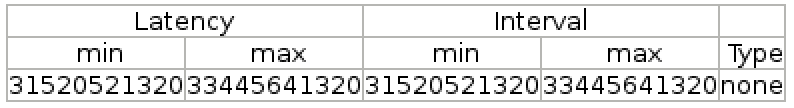 Latency Interval
min max min max Type
31520521320 33445641320 31520521320 33445641320 none